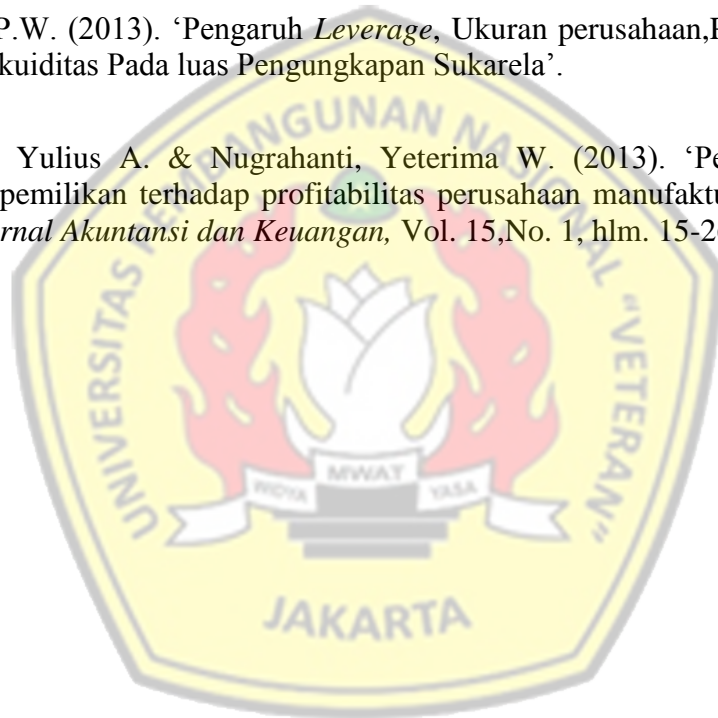 P.W. (2013). ‘Pengaruh Leverage, Ukuran perusahaan,P
kuiditas Pada luas Pengungkapan Sukarela’.
Yulius A. & Nugrahanti, Yeterima W. (2013). ‘Pe
pemilikan terhadap profitabilitas perusahaan manufaktu
rnal Akuntansi dan Keuangan, Vol. 15,No. 1, hlm. 15-2
UNIVERSITAS PEMBANGUNAN NASIONAL "VETERAN"
WIDYA MWAT YASA
JAKARTA